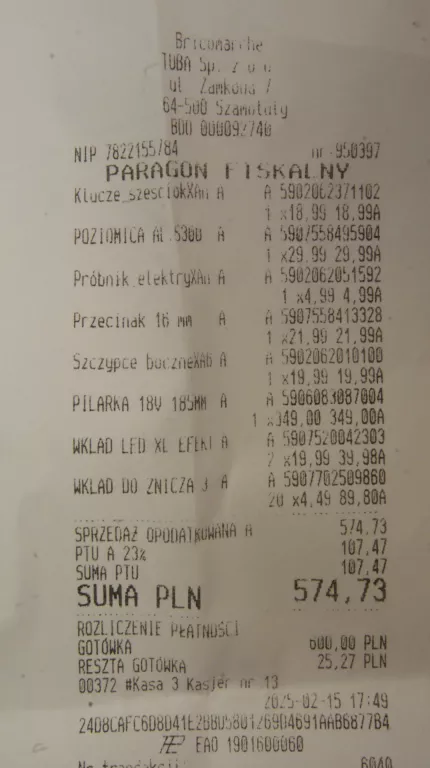 Bricomarche
TUBA Sp. z o.o
ul. Zamkowa 7
64-500 Szamotuły
BDO 000092740
NIP 7822155784 nr 950397
PARAGON FISKALNY
Klucze_sześciokXAn A A 5902062371102
1 x18,99 18,99A
POZIOMICA AL.S300 A A 5907558495904
1 x29,99 29,99A
Próbnik elektryXAn A A 5902062051592
1 x4,99 4,99A
Przecinak 16 mm A A 5907558413328
1 x21,99 21,99A
Szczypce boczneXAb A A 5902062010100
1 x19,99 19,99A
PILARKA 18V 185MM A A 5906083087004
1 x349,00 349,00A
WKLAD LED XL EFEKT A A 5907520042303
2 x19,99 39,98A
WKLAD DO ZNICZA 3 A A 5907702509860
20 x4,49 89,80A
SPRZEDAŻ OPODATKOWANA A 574,73
PTU A 23% 107,47
SUMA PTU 107,47
SUMA PLN 574,73
ROZLICZENIE PŁATNOŚCI
GOTÓWKA 600,00 PLN
RESZTA GOTÓWKA 25,27 PLN
00372 #Kasa 3 Kasjer nr 13
2025-02-15 17:49
EAO 1901600060
Nr transakcji: 6040